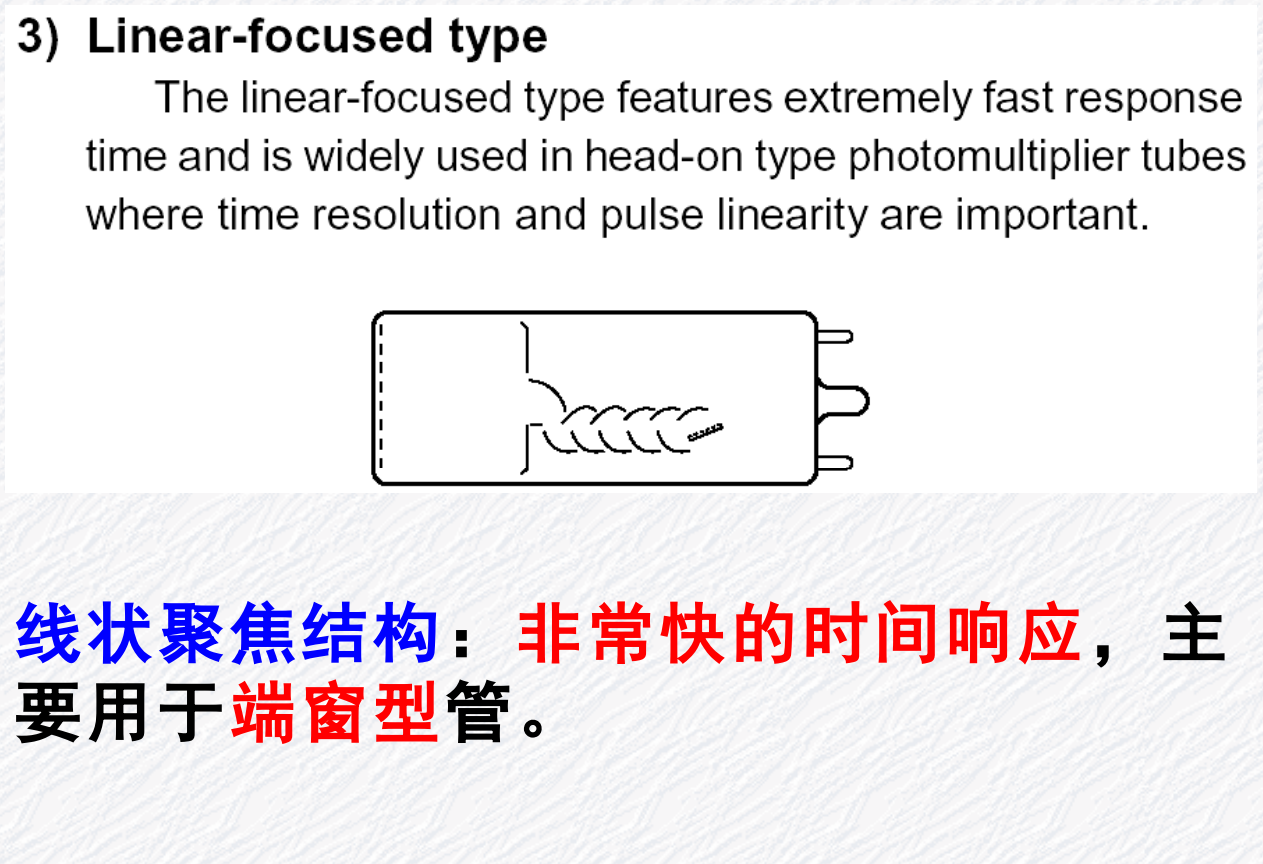 3) Linear-focused type
The linear-focused type features extremely fast response
time and is widely used in head-on type photomultiplier tubes
where time resolution and pulse linearity are important.
线状聚焦结构：非常快的时间响应，主
要用于端窗型管。